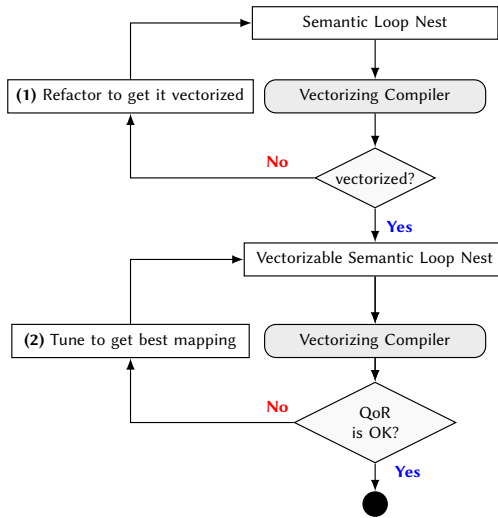 Semantic Loop Nest
(1) Refactor to get it vectorized
Vectorizing Compiler
No
vectorized?
Yes
Vectorizable Semantic Loop Nest
(2) Tune to get best mapping
Vectorizing Compiler
No
QoR
is OK?
Yes